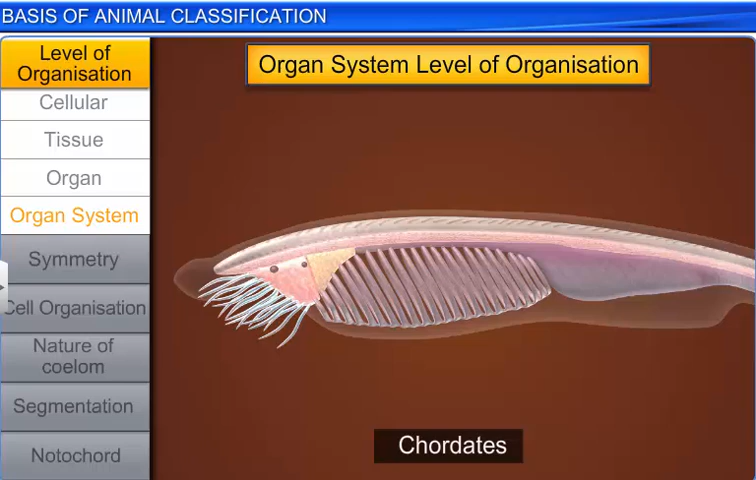 BASIS OF ANIMAL CLASSIFICATION
Level of
Organisation
Cellular
Tissue
Organ
Organ System
Symmetry
Cell Organisation
Nature of
coelom
Segmentation
Notochord
Organ System Level of Organisation
Chordates